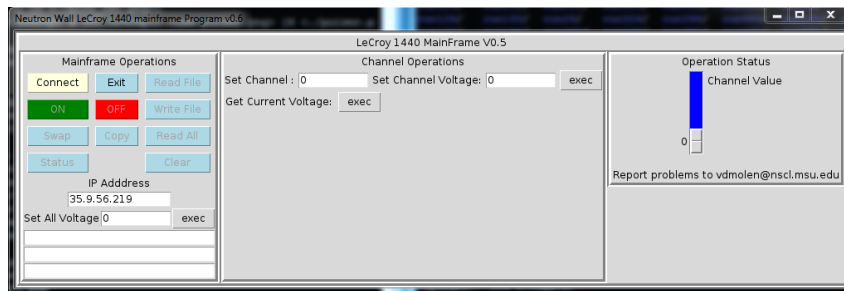 Neutron Wall LeCroy 1440 mainframe Program v0.6
LeCroy 1440 MainFrame V0.5
Mainframe Operations
Connect Exit Read File
ON OFF Write File
Swap Copy Read All
Status Clear
IP Adddress
35.9.56.219
Set All Voltage 0 exec
Channel Operations
Set Channel : 0 Set Channel Voltage: 0 exec
Get Current Voltage: exec
Operation Status
Channel Value
0
Report problems to vdmolen@nscl.msu.edu